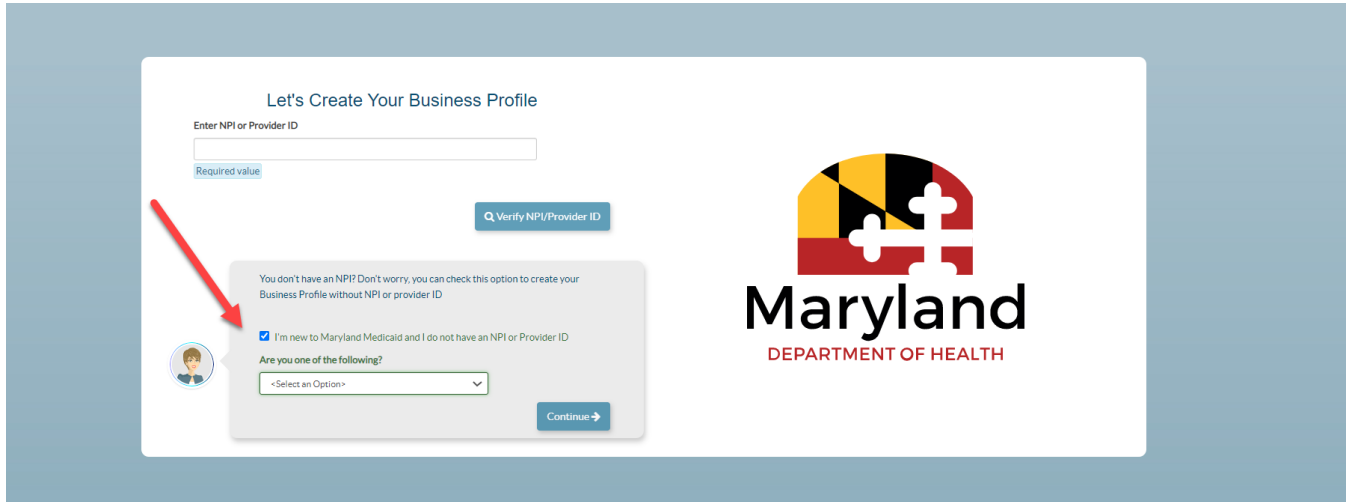 Let's Create Your Business Profile
Enter NPI or Provider ID
Required value
Verify NPI/Provider ID
You don't have an NPI? Don't worry, you can check this option to create your
Business Profile without NPI or provider ID
I'm new to Maryland Medicaid and I do not have an NPI or Provider ID
Are you one of the following?
<Select an Option>
Continue
Maryland
DEPARTMENT OF HEALTH